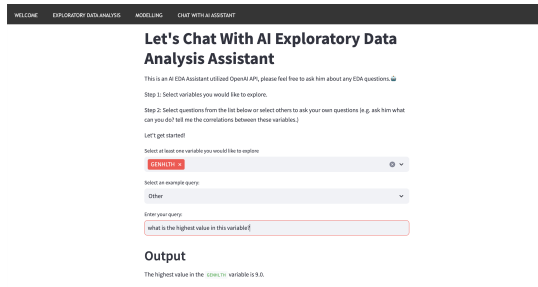 WELCOME EXPLORATORY DATA ANALYSIS MODELLING CHAT WITH AI ASSISTANT
Let's Chat With AI Exploratory Data
Analysis Assistant
This is an AI EDA Assistant utilized OpenAI API, please feel free to ask him about any EDA questions.
Step 1: Select variables you would like to explore.
Step 2: Select questions from the list below or select others to ask your own questions (e.g. ask him what
can you do? tell me the correlations between these variables.)
Let't get started!
Select at least one variable you would like to explore
GENHLTH ×
Select an example query:
Other
Enter your query:
what is the highest value in this variable?
Output
The highest value in the GENHLTH variable is 9.0.